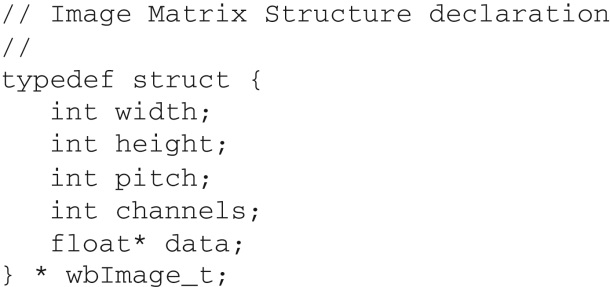 // Image Matrix Structure declaration
//
typedef struct {
   int width;
   int height;
   int pitch;
   int channels;
   float* data;
} * wbImage_t;